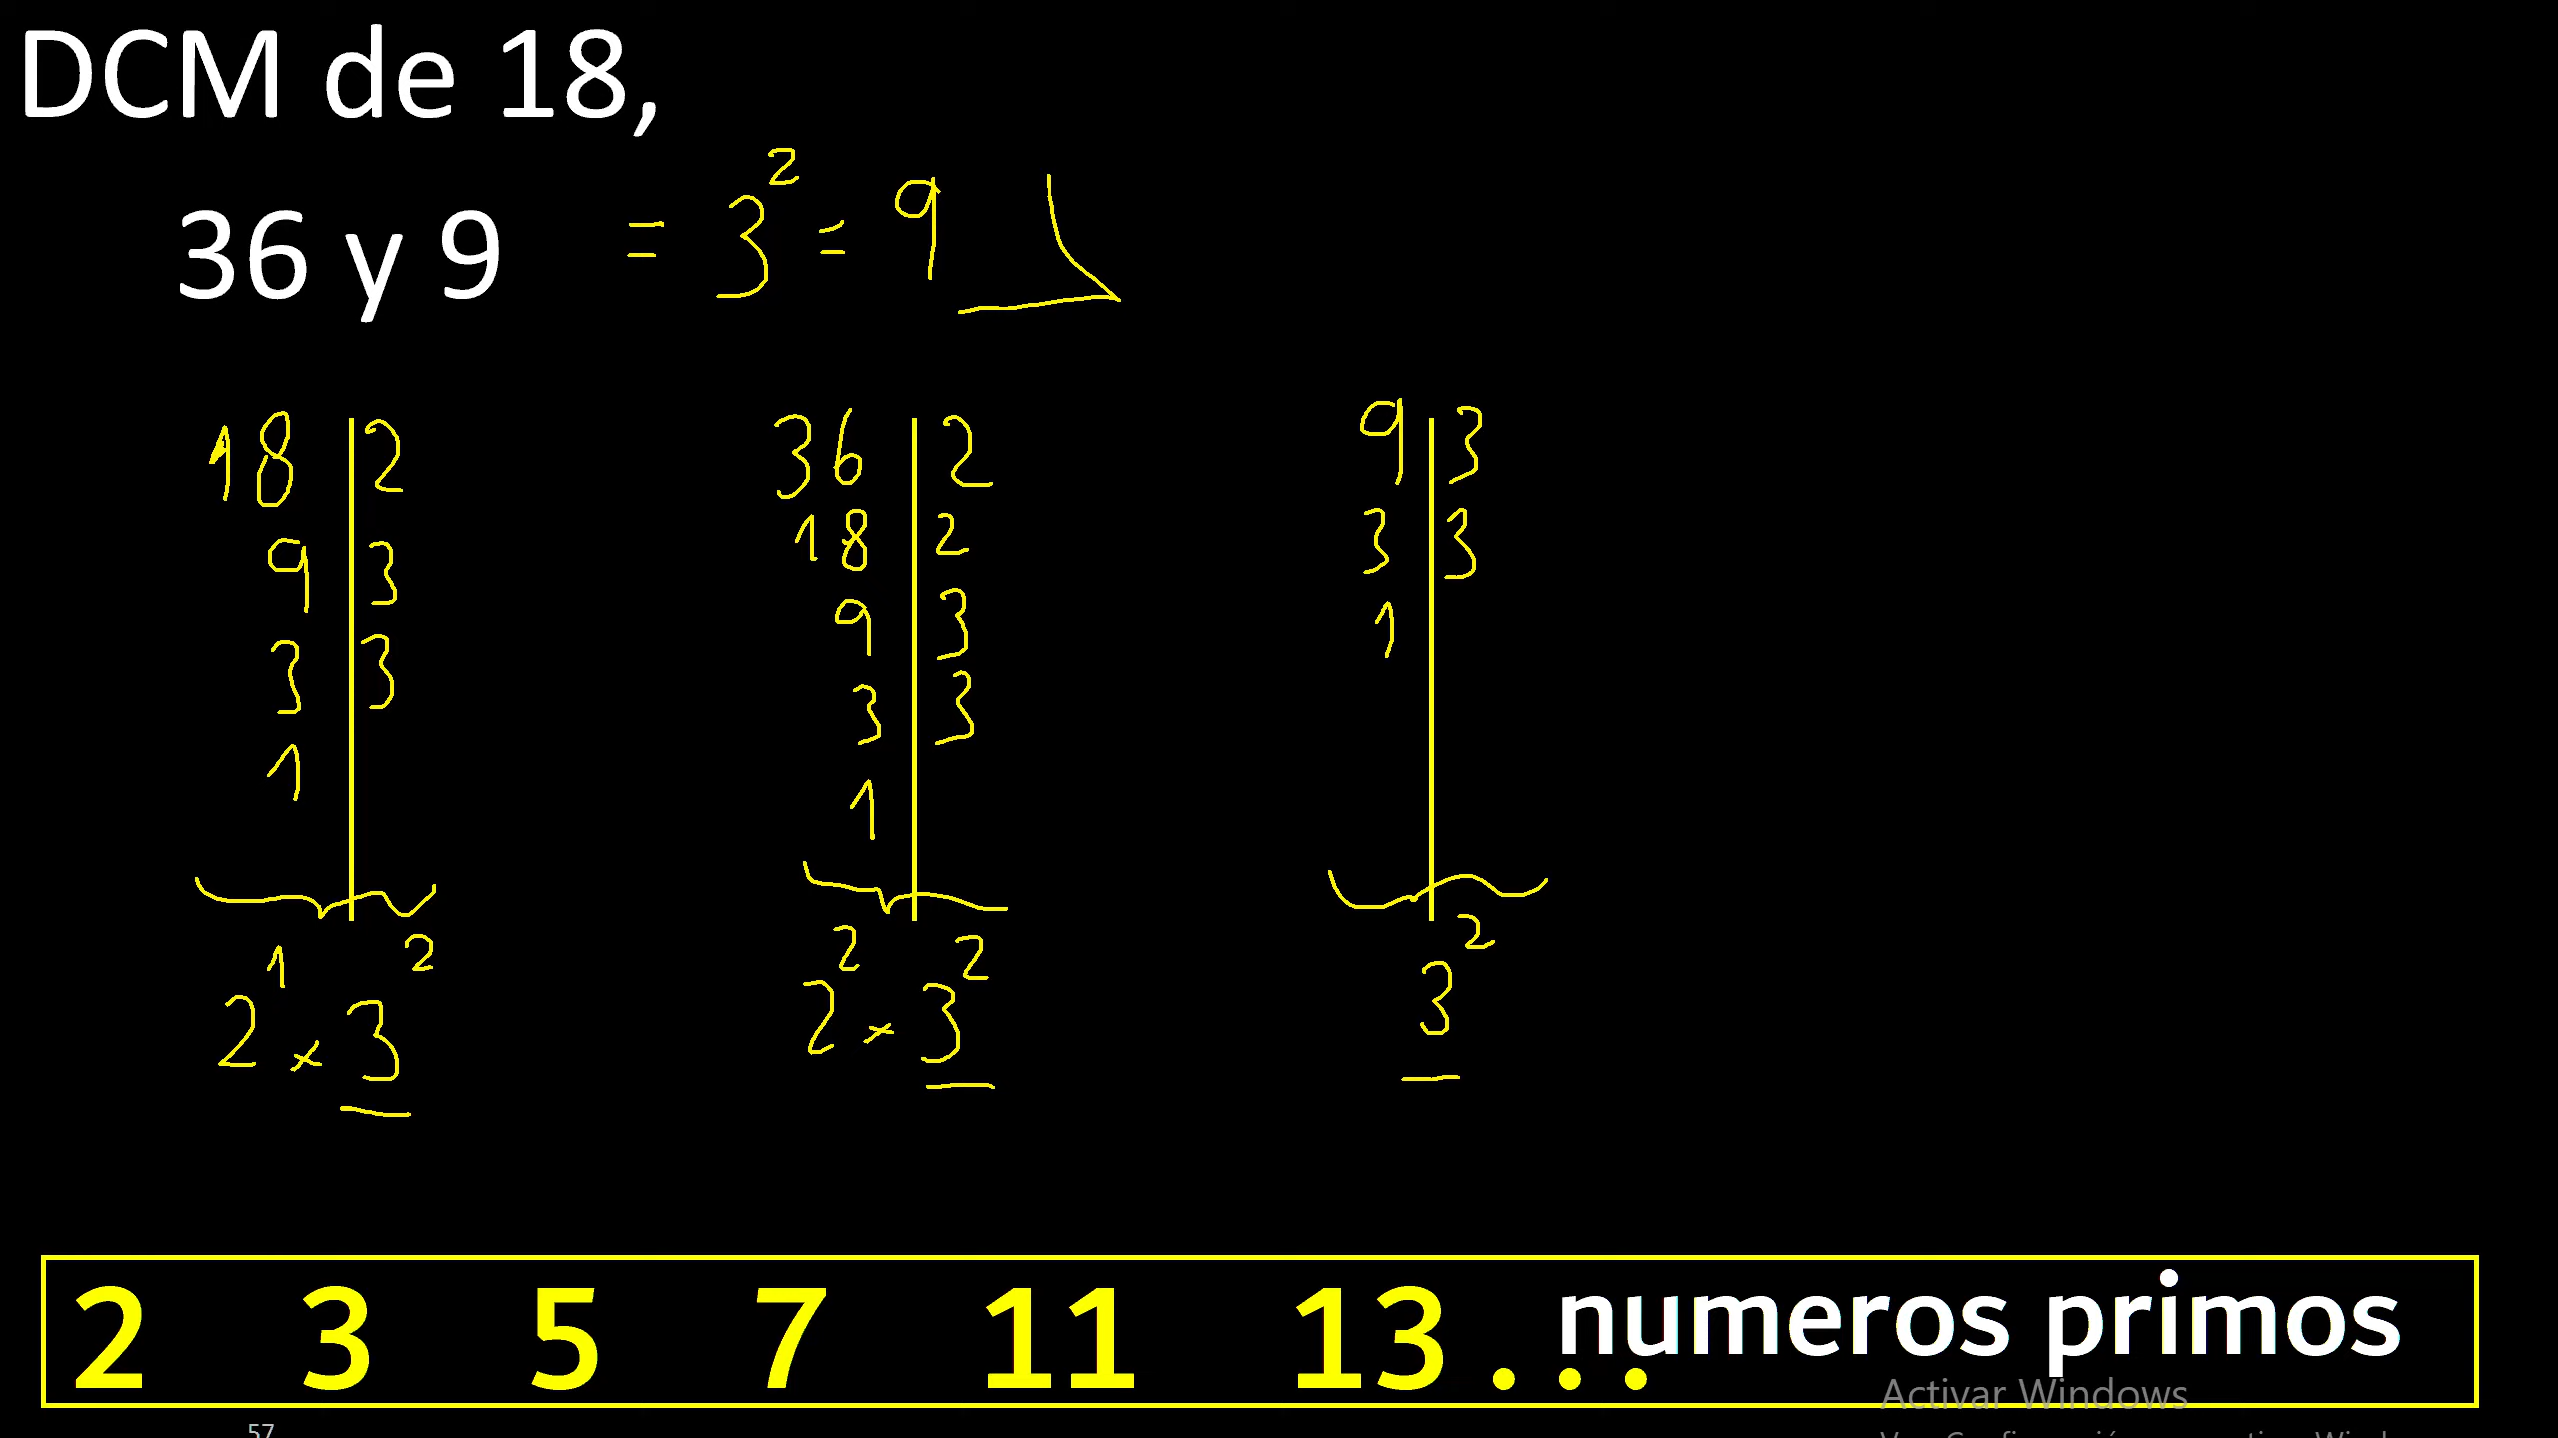 DCM de 18,
36 y 9 = 3² = 9
18 | 2
9 | 3
3 | 3
1
2¹ × 3²
36 | 2
18 | 2
9 | 3
3 | 3
1
2² × 3²
9 | 3
3 | 3
1
3²
2 3 5 7 11 13 ... numeros primos
Activar Windows
57